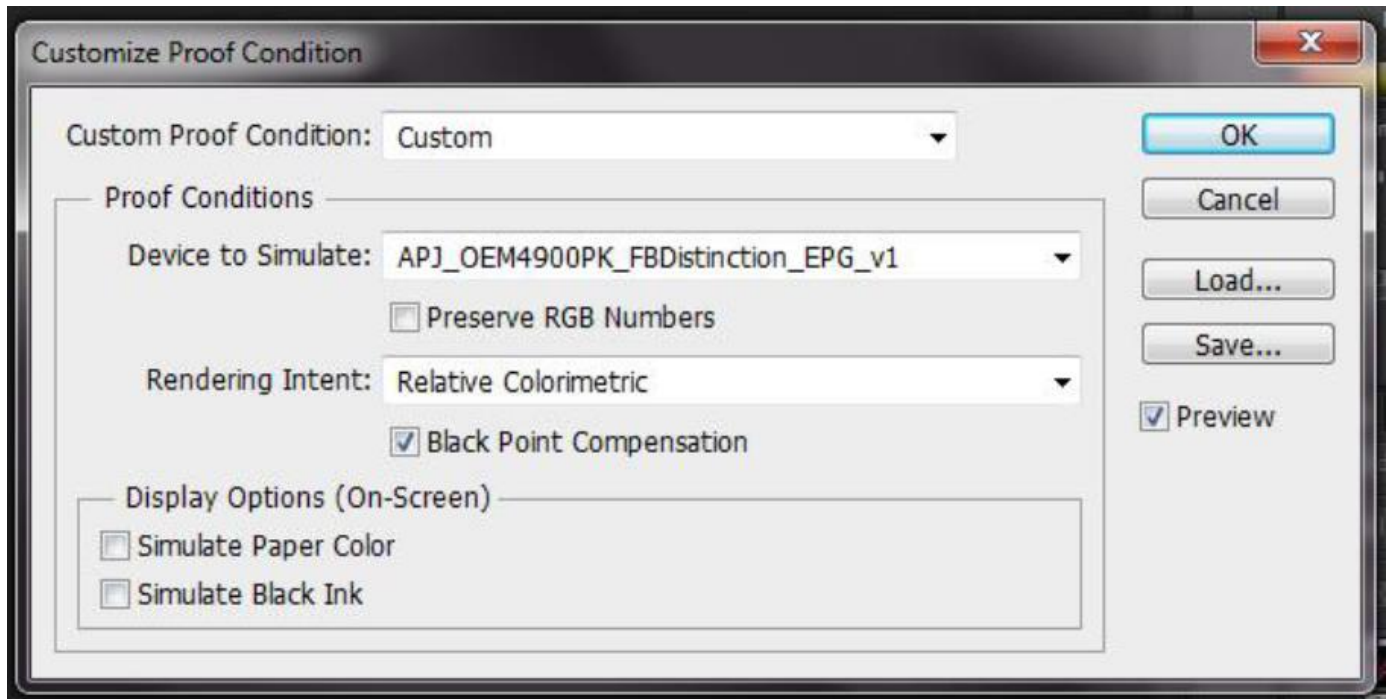 Customize Proof Condition
Custom Proof Condition: Custom
OK
Proof Conditions
Cancel
Device to Simulate: APJ_OEM4900PK_FBDistinction_EPG_v1
Load...
Preserve RGB Numbers
Save...
Rendering Intent: Relative Colorimetric
Preview
Black Point Compensation
Display Options (On-Screen)
Simulate Paper Color
Simulate Black Ink